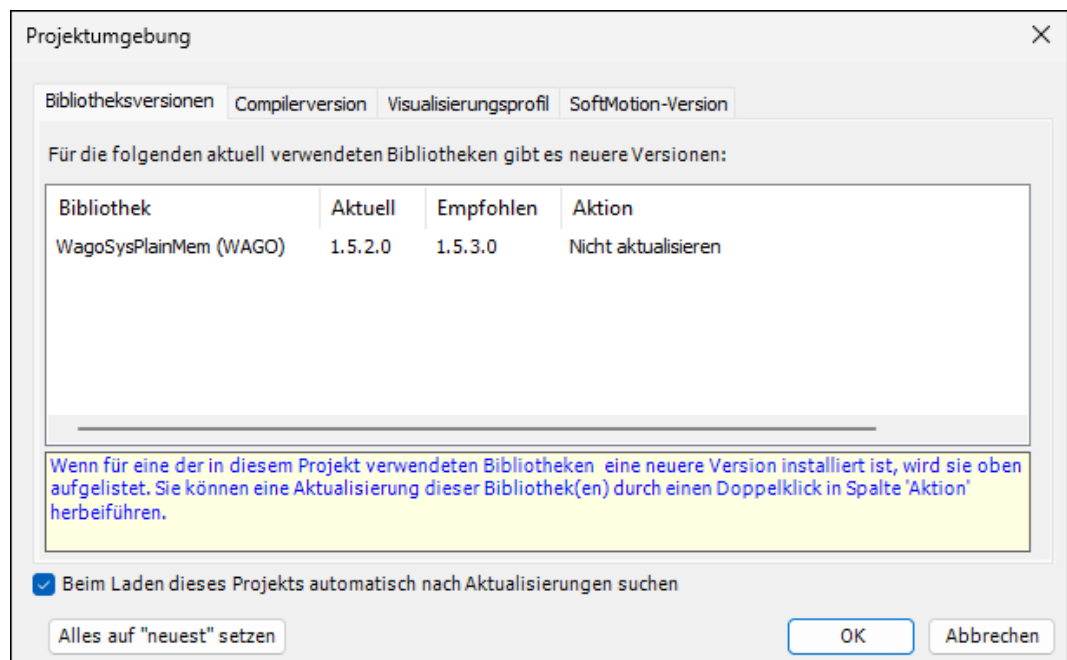 Projektumgebung
Bibliotheksversionen Compilerversion Visualisierungsprofil SoftMotion-Version
Für die folgenden aktuell verwendeten Bibliotheken gibt es neuere Versionen:
Bibliothek Aktuell Empfohlen Aktion
WagoSysPlainMem (WAGO) 1.5.2.0 1.5.3.0 Nicht aktualisieren
Wenn für eine der in diesem Projekt verwendeten Bibliotheken eine neuere Version installiert ist, wird sie oben
aufgelistet. Sie können eine Aktualisierung dieser Bibliothek(en) durch einen Doppelklick in Spalte 'Aktion'
herbeiführen.
Beim Laden dieses Projekts automatisch nach Aktualisierungen suchen
Alles auf "neuest" setzen OK Abbrechen